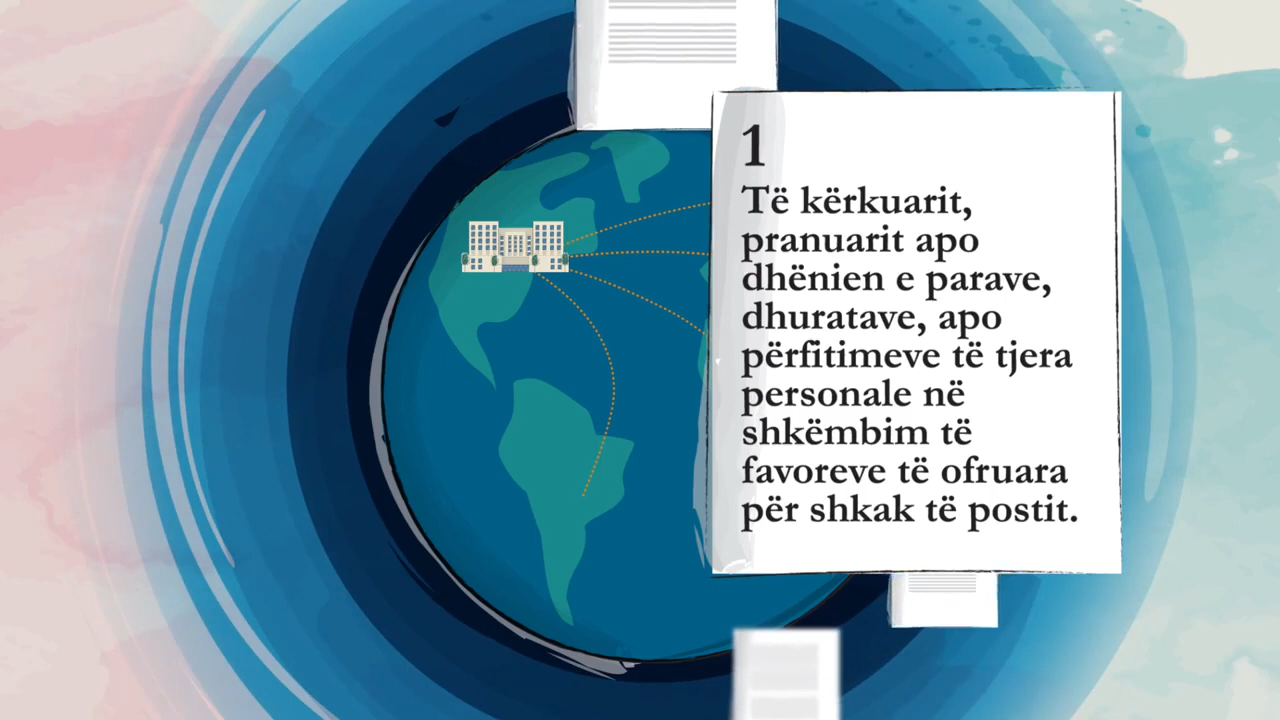 1
Të kërkuarit,
pranuarit apo
dhënien e parave,
dhuratave, apo
përfitimeve të tjera
personale në
shkëmbim të
favoreve të ofruara
për shkak të postit.